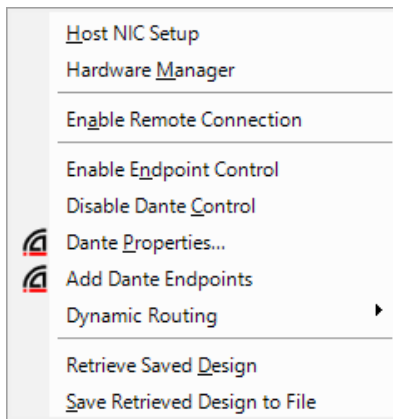 Host NIC Setup
Hardware Manager
Enable Remote Connection
Enable Endpoint Control
Disable Dante Control
Dante Properties...
Add Dante Endpoints
Dynamic Routing
Retrieve Saved Design
Save Retrieved Design to File